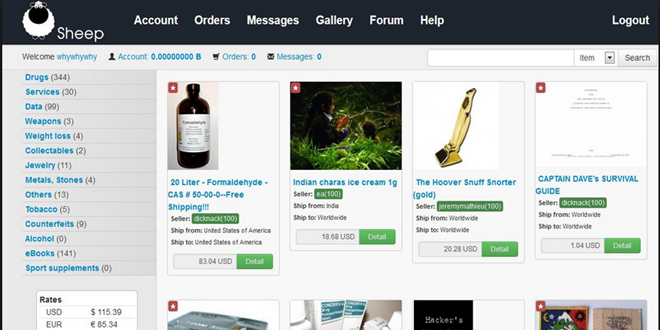 Sheep
Account Orders Messages Gallery Forum Help Logout
Welcome whywhywhy Account: 0.00000000 B Orders: 0 Messages: 0 Item Search
Drugs (344)
Services (30)
Data (99)
Weapons (3)
Weight loss (4)
Collectables (2)
Jewelry (11)
Metals, Stones (4)
Others (13)
Tobacco (5)
Counterfeits (9)
Alcohol (0)
eBooks (141)
Sport supplements (0)
Rates
USD $ 115.39
EUR € 85.34
Formaldehyde
20 Liter - Formaldehyde -
CAS # 50-00-0--Free
Shipping!!!
Seller: dicknack(100)
Ship from: United States of America
Ship to: United States of America
83.04 USD Detail
Indian charas ice cream 1g
Seller: ea(100)
Ship from: India
Ship to: Worldwide
18.68 USD Detail
The Hoover Snuff Snorter
(gold)
Seller: jeremymathieu(100)
Ship from: Worldwide
Ship to: Worldwide
20.28 USD Detail
CAPTAIN DAVE's SURVIVAL
GUIDE
Seller: dicknack(100)
Ship from: Worldwide
Ship to: Worldwide
1.04 USD Detail
Hacker's